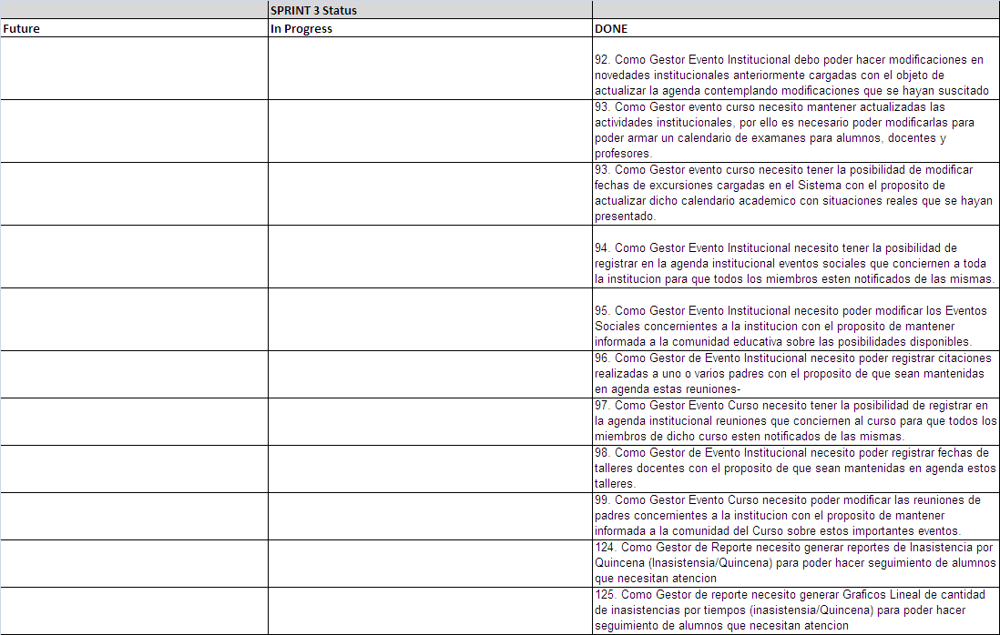 SPRINT 3 Status
Future
In Progress
DONE
92. Como Gestor Evento Institucional debo poder hacer modificaciones en
novedades institucionales anteriormente cargadas con el objeto de
actualizar la agenda contemplando modificaciones que se hayan suscitado
93. Como Gestor evento curso necesito mantener actualizadas las
actividades institucionales, por ello es necesario poder modificarlas para
poder armar un calendario de examanes para alumnos, docentes y
profesores.
93. Como Gestor evento curso necesito tener la posibilidad de modificar
fechas de excursiones cargadas en el Sistema con el proposito de
actualizar dicho calendario academico con situaciones reales que se hayan
presentado.
94. Como Gestor Evento Institucional necesito tener la posibilidad de
registrar en la agenda institucional eventos sociales que conciernen a toda
la institucion para que todos los miembros esten notificados de las mismas.
95. Como Gestor Evento Institucional necesito poder modificar los Eventos
Sociales concernientes a la institucion con el proposito de mantener
informada a la comunidad educativa sobre las posibilidades disponibles.
96. Como Gestor de Evento Institucional necesito poder registrar citaciones
realizadas a uno o varios padres con el proposito de que sean mantenidas
en agenda estas reuniones-
97. Como Gestor Evento Curso necesito tener la posibilidad de registrar en
la agenda institucional reuniones que conciernen al curso para que todos los
miembros de dicho curso esten notificados de las mismas.
98. Como Gestor de Evento Institucional necesito poder registrar fechas de
talleres docentes con el proposito de que sean mantenidas en agenda estos
talleres.
99. Como Gestor Evento Curso necesito poder modificar las reuniones de
padres concernientes a la institucion con el proposito de mantener
informada a la comunidad del Curso sobre estos importantes eventos.
124. Como Gestor de Reporte necesito generar reportes de Inasistencia por
Quincena (Inasistensia/Quincena) para poder hacer seguimiento de alumnos
que necesitan atencion
125. Como Gestor de reporte necesito generar Graficos Lineal de cantidad
de inasistencias por tiempos (inasistensia/Quincena) para poder hacer
seguimiento de alumnos que necesitan atencion